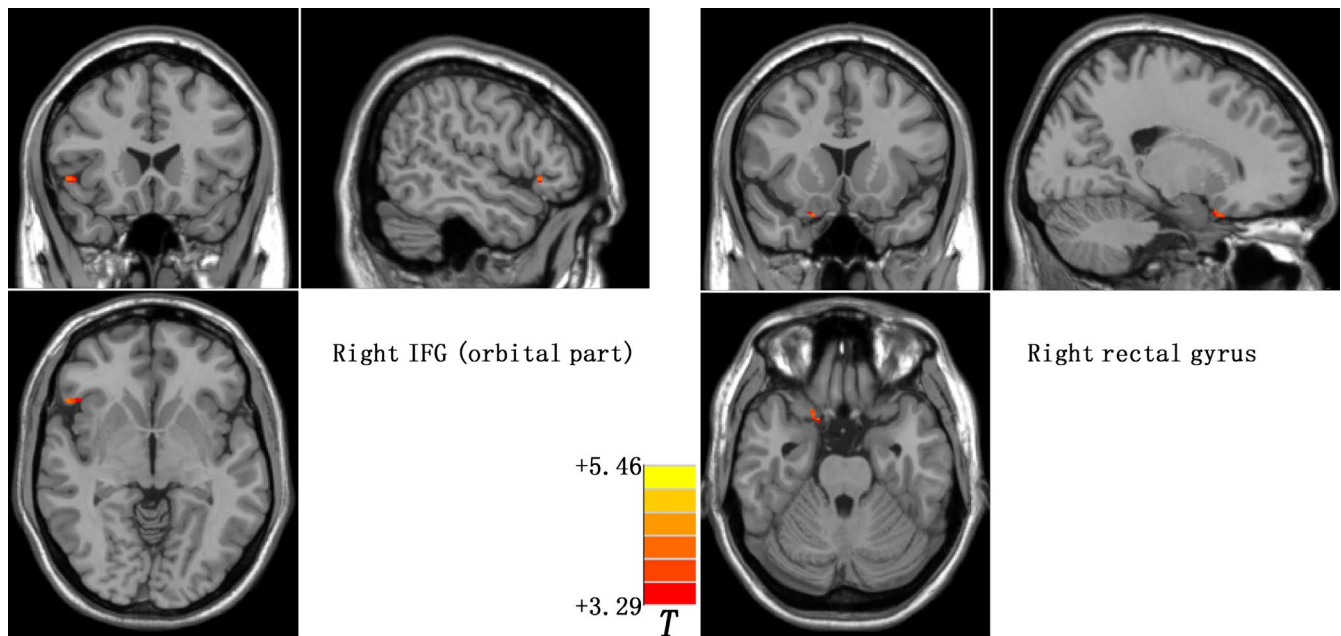 Right IFG (orbital part)
Right rectal gyrus
+5.46
+3.29
T